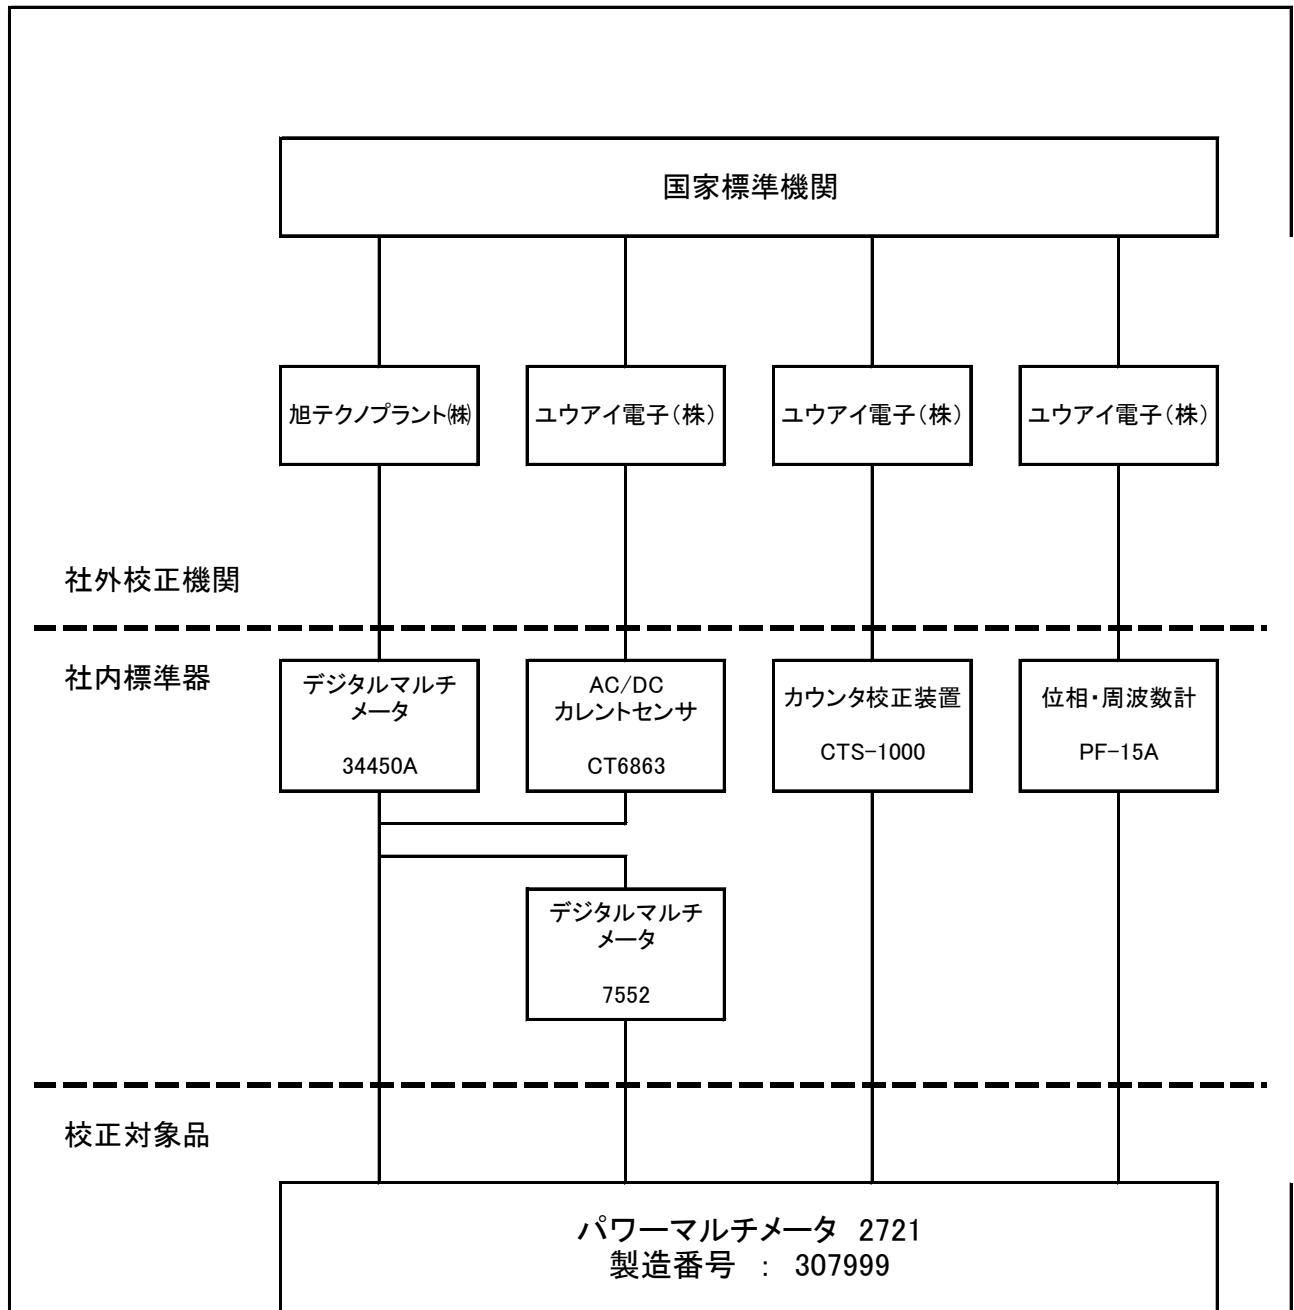 国家標準機関
旭テクノプラント㈱
ユウアイ電子（株）
ユウアイ電子（株）
ユウアイ電子（株）
社外校正機関
社内標準器
デジタルマルチ
メータ
34450A
AC/DC
カレントセンサ
CT6863
カウンタ校正装置
CTS-1000
位相・周波数計
PF-15A
デジタルマルチ
メータ
7552
校正対象品
パワーマルチメータ 2721
製造番号 ： 307999